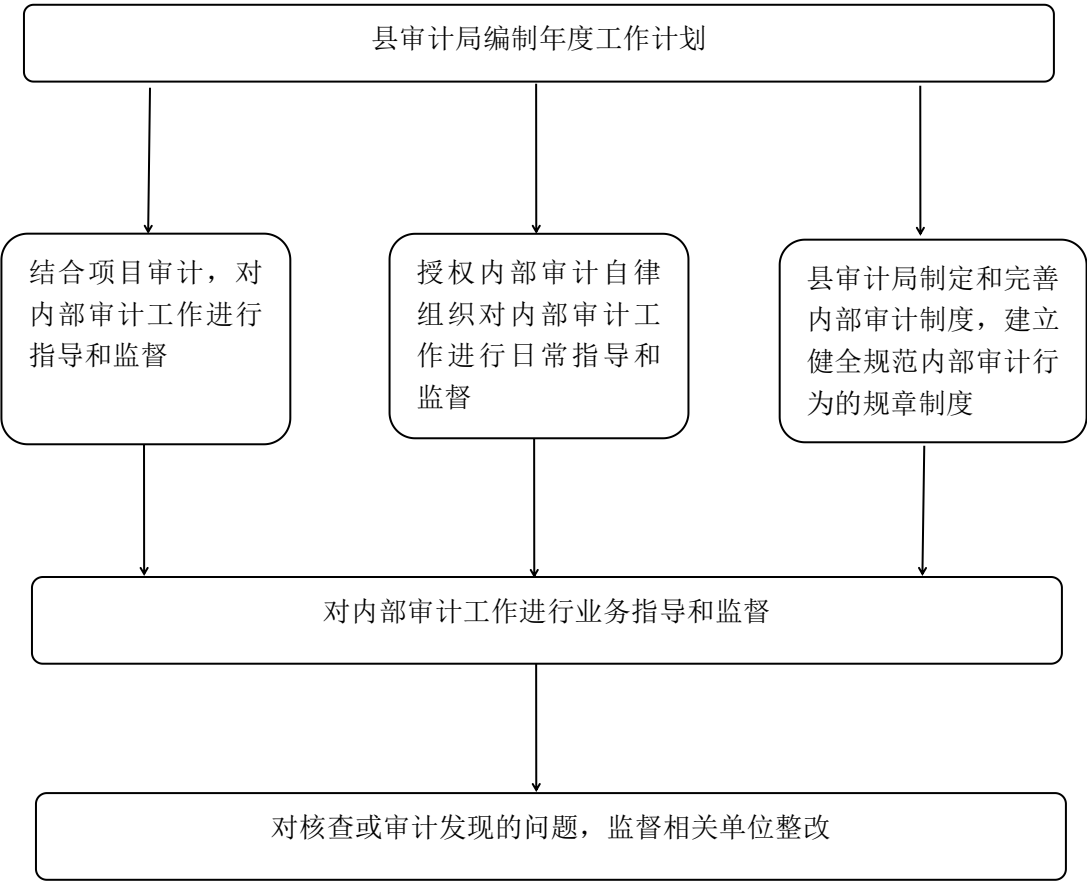 县审计局编制年度工作计划
结合项目审计，对
内部审计工作进行
指导和监督
授权内部审计自律
组织对内部审计工
作进行日常指导和
监督
县审计局制定和完善
内部审计制度，建立
健全规范内部审计行
为的规章制度
对内部审计工作进行业务指导和监督
对核查或审计发现的问题，监督相关单位整改